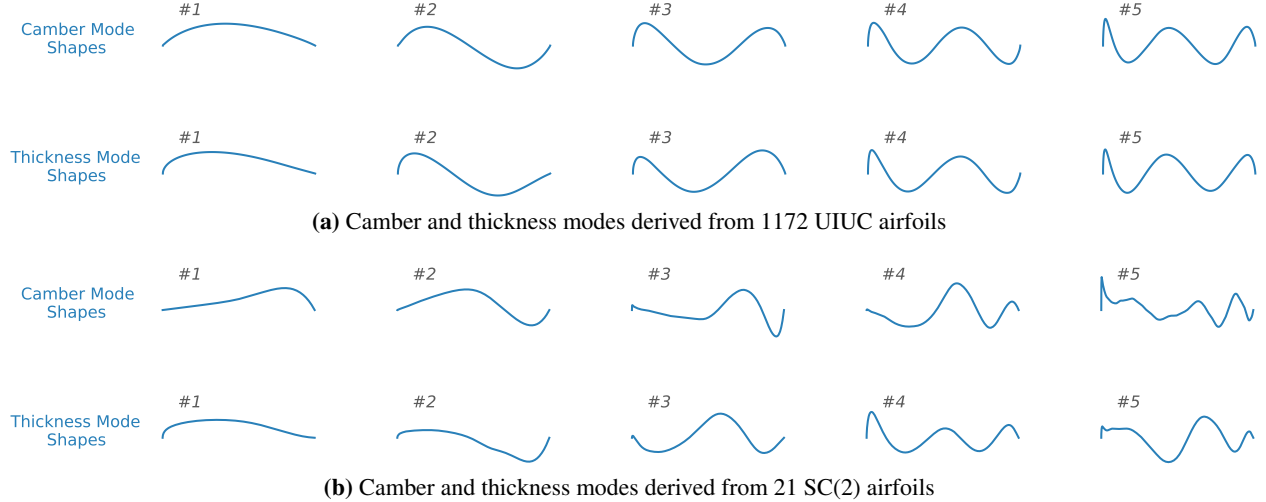 #1 #2 #3 #4 #5
Camber Mode
Shapes
#1 #2 #3 #4 #5
Thickness Mode
Shapes
(a) Camber and thickness modes derived from 1172 UIUC airfoils
#1 #2 #3 #4 #5
Camber Mode
Shapes
#1 #2 #3 #4 #5
Thickness Mode
Shapes
(b) Camber and thickness modes derived from 21 SC(2) airfoils